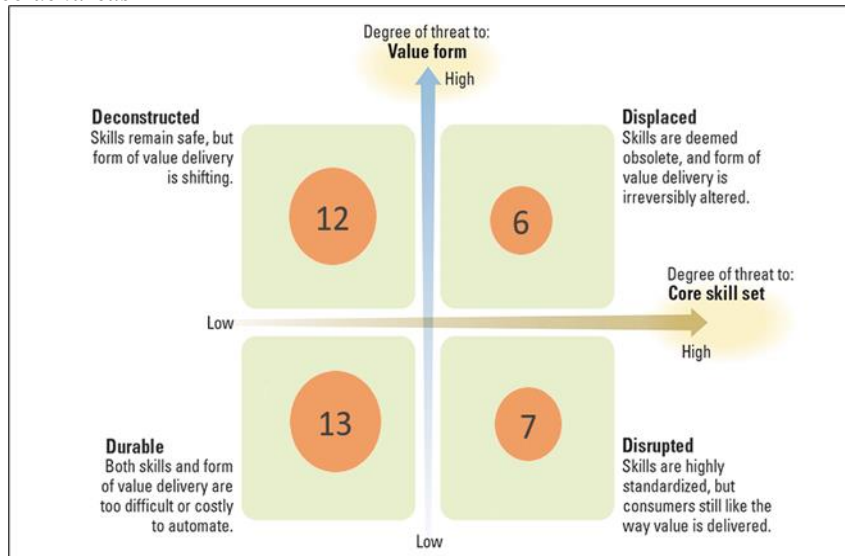 Degree of threat to:
Value form
High
Deconstructed
Skills remain safe, but
form of value delivery
is shifting.
Displaced
Skills are deemed
obsolete, and form of
value delivery is
irreversibly altered.
12
6
Degree of threat to:
Core skill set
Low
High
13
7
Durable
Both skills and form
of value delivery are
too difficult or costly
to automate.
Disrupted
Skills are highly
standardized, but
consumers still like the
way value is delivered.
Low